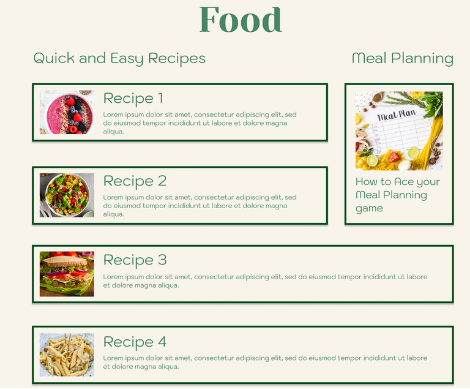 Food
Quick and Easy Recipes
Meal Planning
Recipe 1
Lorem ipsum dolor sit amet, consectetur adipiscing elit, sed
do eiusmod tempor incididunt ut labore et dolore magna
aliqua.
Meal Plan
How to Ace your
Meal Planning
game
Recipe 2
Lorem ipsum dolor sit amet, consectetur adipiscing elit, sed
do eiusmod tempor incididunt ut labore et dolore magna
aliqua.
Recipe 3
Lorem ipsum dolor sit amet, consectetur adipiscing elit, sed do eiusmod tempor incididunt ut labore
et dolore magna aliqua.
Recipe 4
Lorem ipsum dolor sit amet, consectetur adipiscing elit, sed do eiusmod tempor incididunt ut labore
et dolore magna aliqua.